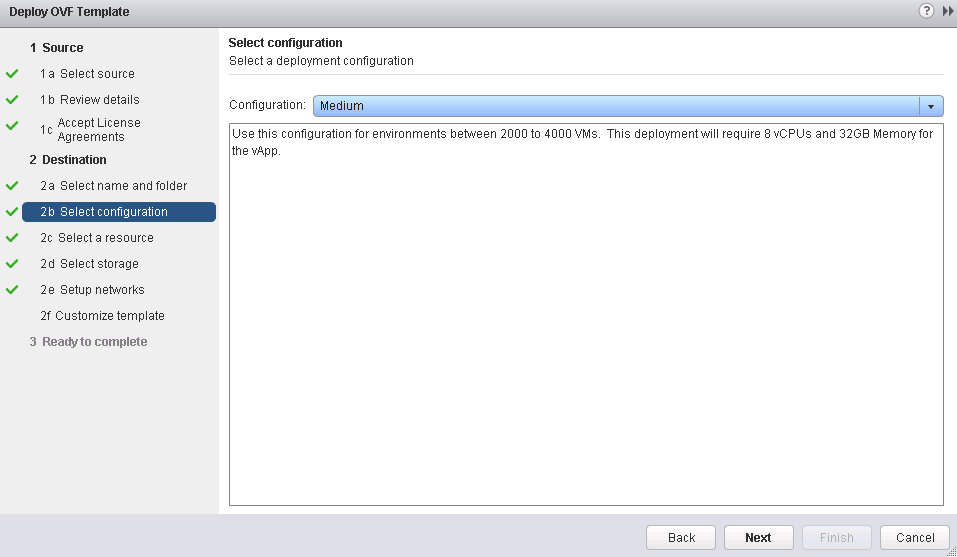 Deploy OVF Template
?
1 Source
1a Select source
1b Review details
1c Accept License
Agreements
2 Destination
2a Select name and folder
2b Select configuration
2c Select a resource
2d Select storage
2e Setup networks
2f Customize template
3 Ready to complete
Select configuration
Select a deployment configuration
Configuration: Medium
Use this configuration for environments between 2000 to 4000 VMs. This deployment will require 8 vCPUs and 32GB Memory for
the vApp.
Back Next Finish Cancel